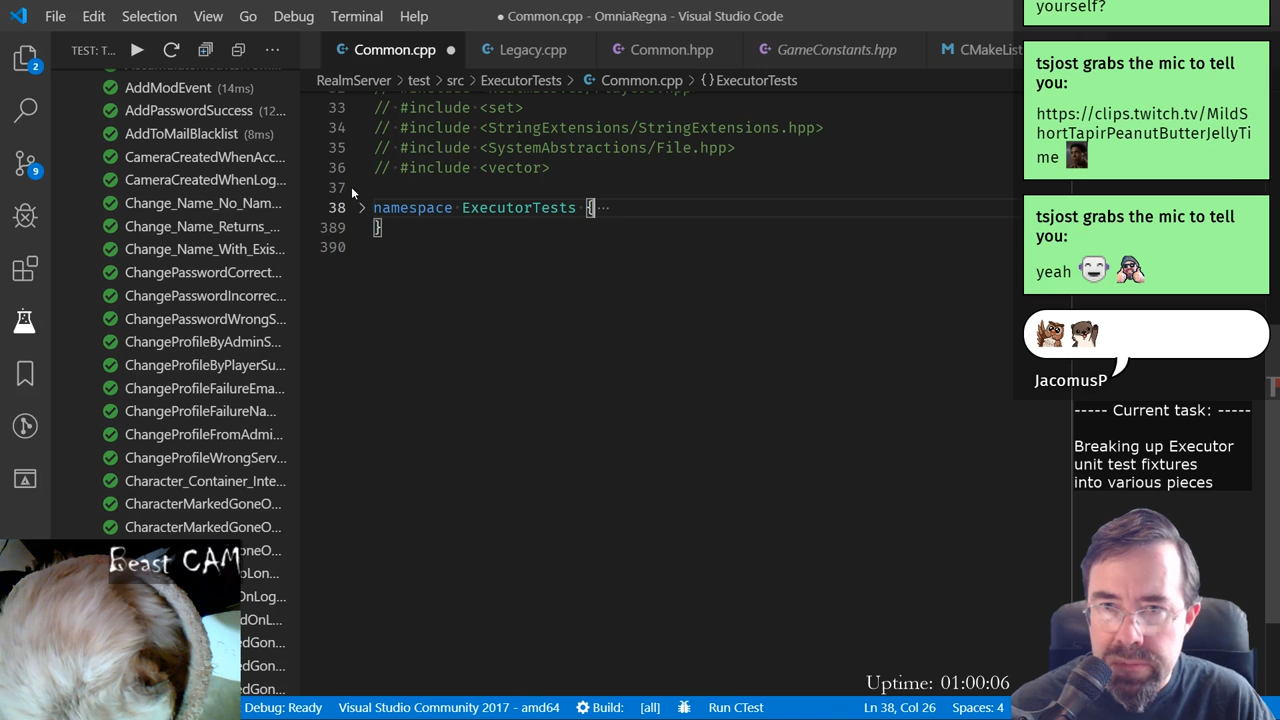 File Edit Selection View Go Debug Terminal Help
● Common.cpp - OmniaRegna - Visual Studio Code
TEST: T...
Common.cpp ●
Legacy.cpp
Common.hpp
GameConstants.hpp
CMakeList
RealmServer > test > src > ExecutorTests > Common.cpp > {} ExecutorTests
2
9
AddModEvent (14ms)
AddPasswordSuccess (12...
AddToMailBlacklist (8ms)
CameraCreatedWhenAcc...
CameraCreatedWhenLog...
Change_Name_No_Nam...
Change_Name_Returns_...
Change_Name_With_Exis...
ChangePasswordCorrect...
ChangePasswordIncorrec...
ChangePasswordWrongS...
ChangeProfileByAdminS...
ChangeProfileByPlayerSu...
ChangeProfileFailureEma...
ChangeProfileFailureNa...
ChangeProfileFromAdmi...
ChangeProfileWrongServ...
Character_Container_Inte...
CharacterMarkedGoneO...
CharacterMarkedGoneO...
33 // #include <set>
34 // #include <StringExtensions/StringExtensions.hpp>
35 // #include <SystemAbstractions/File.hpp>
36 // #include <vector>
37
38 namespace ExecutorTests {···
389 }
390
yourself?
tsjost grabs the mic to tell
you:
https://clips.twitch.tv/MildS
hortTapirPeanutButterJellyTi
me
tsjost grabs the mic to tell
you:
yeah
JacomusP
----- Current task: -----
Breaking up Executor
unit test fixtures
into various pieces
Beast CAM
Uptime: 01:00:06
Debug: Ready
Visual Studio Community 2017 - amd64
Build: [all]
Run CTest
Ln 38, Col 26
Spaces: 4